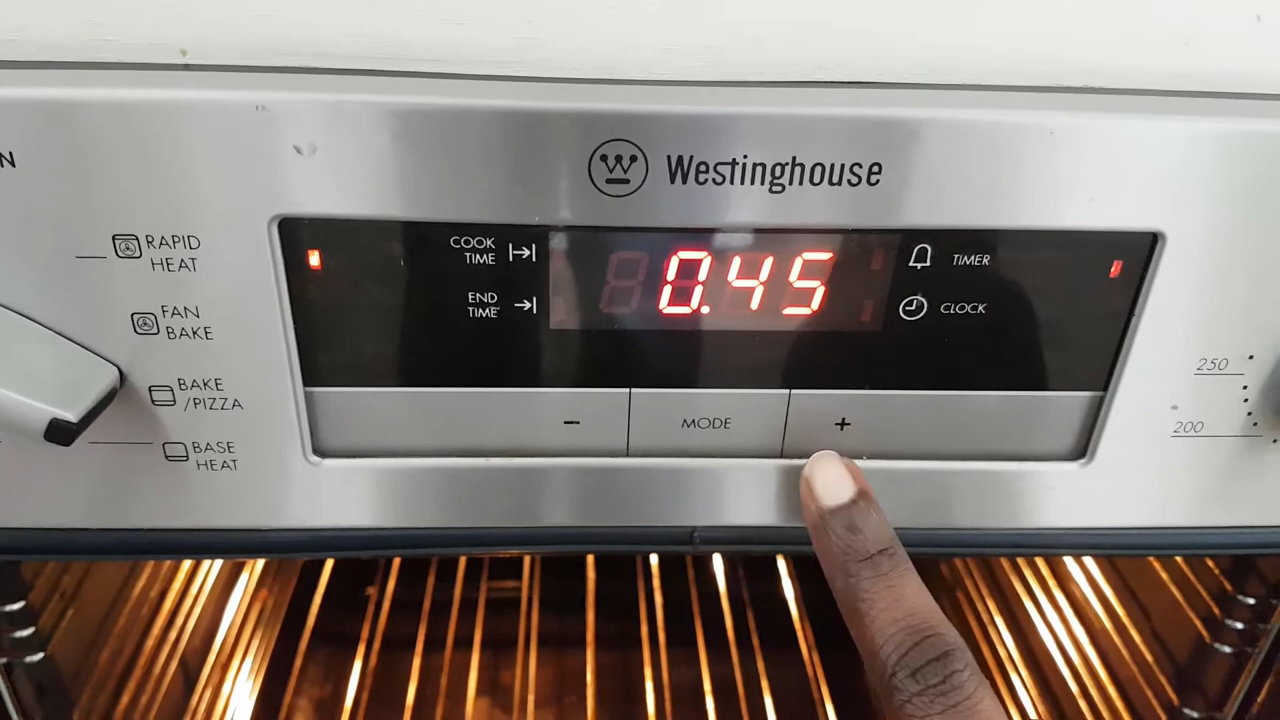 N
Westinghouse
RAPID
HEAT
FAN
BAKE
BAKE
/PIZZA
BASE
HEAT
COOK
TIME
END
TIME
0.45
TIMER
CLOCK
- MODE +
250
200